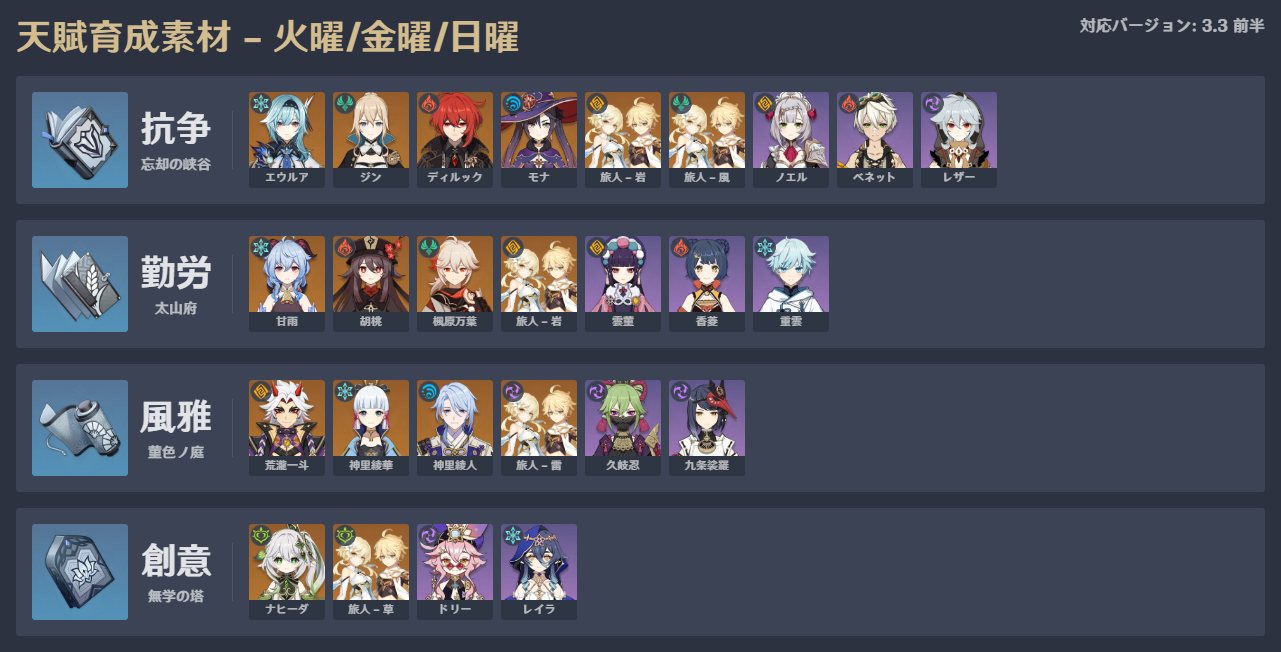 天賦育成素材 – 火曜/金曜/日曜
対応バージョン: 3.3 前半
抗争
忘却の峡谷
エウルア
ジン
ディルック
モナ
旅人 – 岩
旅人 – 風
ノエル
ベネット
レザー
勤労
太山府
甘雨
胡桃
楓原万葉
旅人 – 岩
雲菫
香菱
重雲
風雅
菫色ノ庭
荒瀧一斗
神里綾華
神里綾人
旅人 – 雷
久岐忍
九条裟羅
創意
無学の塔
ナヒーダ
旅人 – 草
ドリー
レイラ